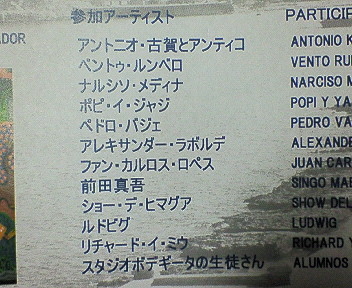 参加アーティスト PARTICIP
ADOR
アントニオ・古賀とアンティコ ANTONIO K
ベントゥ・ルンベロ VENTO RU
ナルシソ・メディナ NARCISO M
ポピ・イ・ジャジ POPI Y YA
ペドロ・バジェ PEDRO VA
アレキサンダー・ラボルデ ALEXANDE
ファン・カルロス・ロペス JUAN CAR
前田真吾 SINGO MAE
ショー・デ・ヒマグア SHOW DEL
ルドビグ LUDWIG
リチャード・イ・ミウ RICHARD Y
スタジオボデギータの生徒さん ALUMNOS